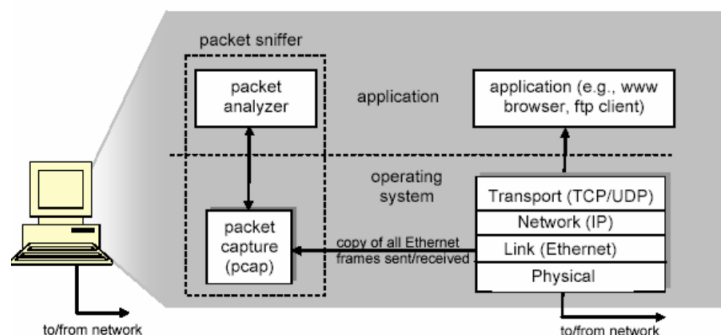 packet sniffer
packet
analyzer
application
application (e.g., www
browser, ftp client)
operating
system
packet
capture
(pcap)
copy of all Ethernet
frames sent/received
Transport (TCP/UDP)
Network (IP)
Link (Ethernet)
Physical
to/from network
to/from network